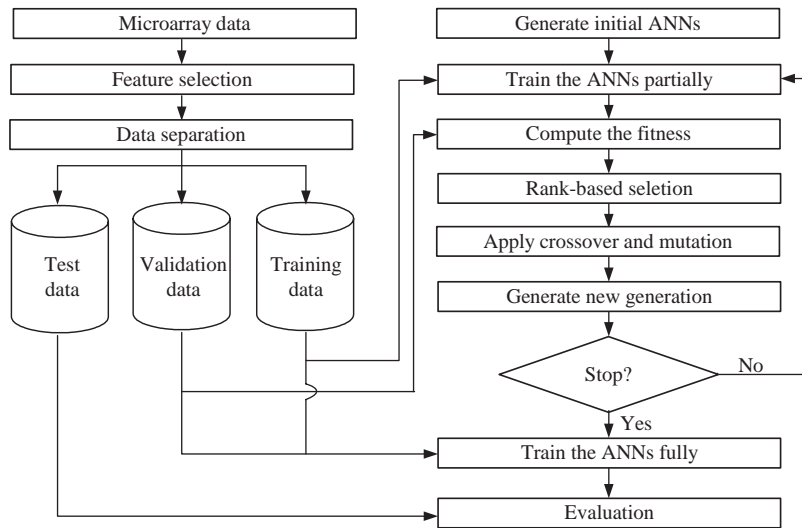 Microarray data
Feature selection
Data separation
Test
data
Validation
data
Training
data
Generate initial ANNs
Train the ANNs partially
Compute the fitness
Rank-based seletion
Apply crossover and mutation
Generate new generation
Stop?
No
Yes
Train the ANNs fully
Evaluation